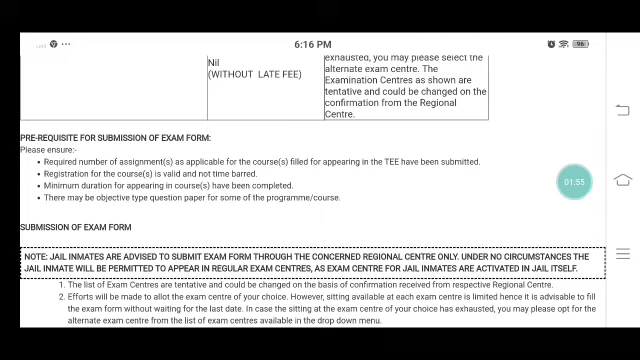 6:16 PM
96
exhausted, you may please select the
Nil
alternate exam centre. The
(WITHOUT LATE FEE)
Examination Centres as shown are
tentative and could be changed on the
confirmation from the Regional
Centre.
PRE-REQUISITE FOR SUBMISSION OF EXAM FORM:
Please ensure:-
• Required number of assignment(s) as applicable for the course(s) filled for appearing in the TEE have been submitted.
• Registration for the course(s) is valid and not time barred.
• Minimum duration for appearing in course(s) have been completed.
• There may be objective type question paper for some of the programme/course.
01:55
SUBMISSION OF EXAM FORM
NOTE: JAIL INMATES ARE ADVISED TO SUBMIT EXAM FORM THROUGH THE CONCERNED REGIONAL CENTRE ONLY. UNDER NO CIRCUMSTANCES THE
JAIL INMATE WILL BE PERMITTED TO APPEAR IN REGULAR EXAM CENTRES, AS EXAM CENTRE FOR JAIL INMATES ARE ACTIVATED IN JAIL ITSELF.
1. The list of Exam Centres are tentative and could be changed on the basis of confirmation received from respective Regional Centre.
2. Efforts will be made to allot the exam centre of your choice. However, sitting available at each exam centre is limited hence it is advisable to fill
the exam form without waiting for the last date. In case the sitting at the exam centre of your choice has exhausted, you may please opt for the
alternate exam centre from the list of exam centres available in the drop down menu.